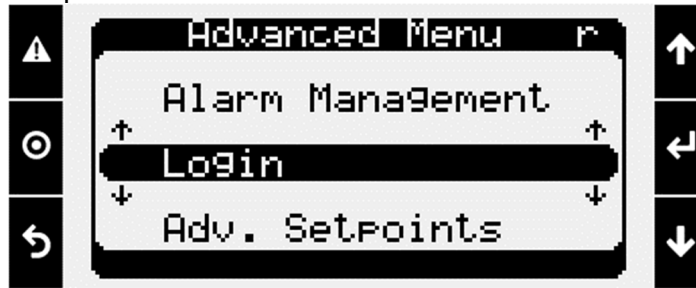 Advanced Menu r
Alarm Management
Login
Adv. Setpoints